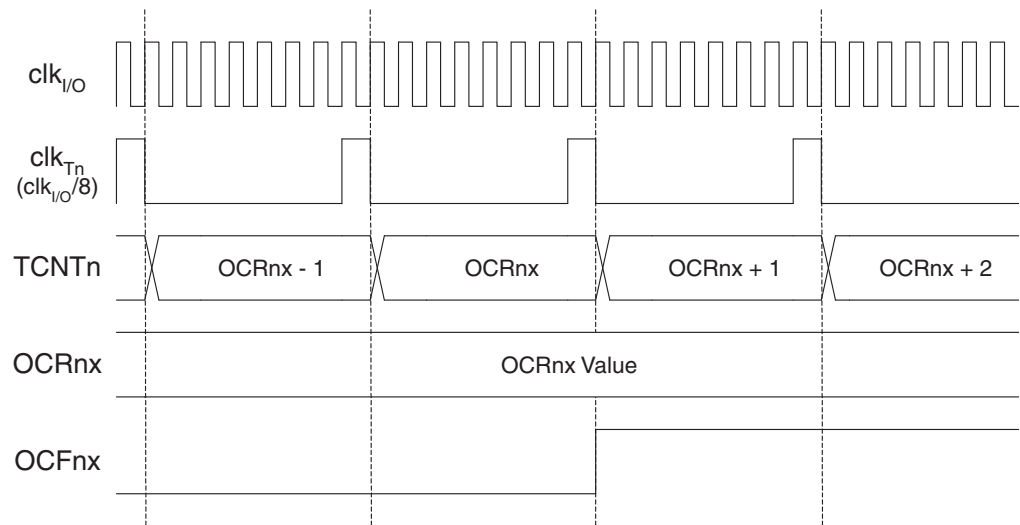 clkI/O
clkTn
(clkI/O/8)
TCNTn
OCRnx - 1
OCRnx
OCRnx + 1
OCRnx + 2
OCRnx
OCRnx Value
OCFnx